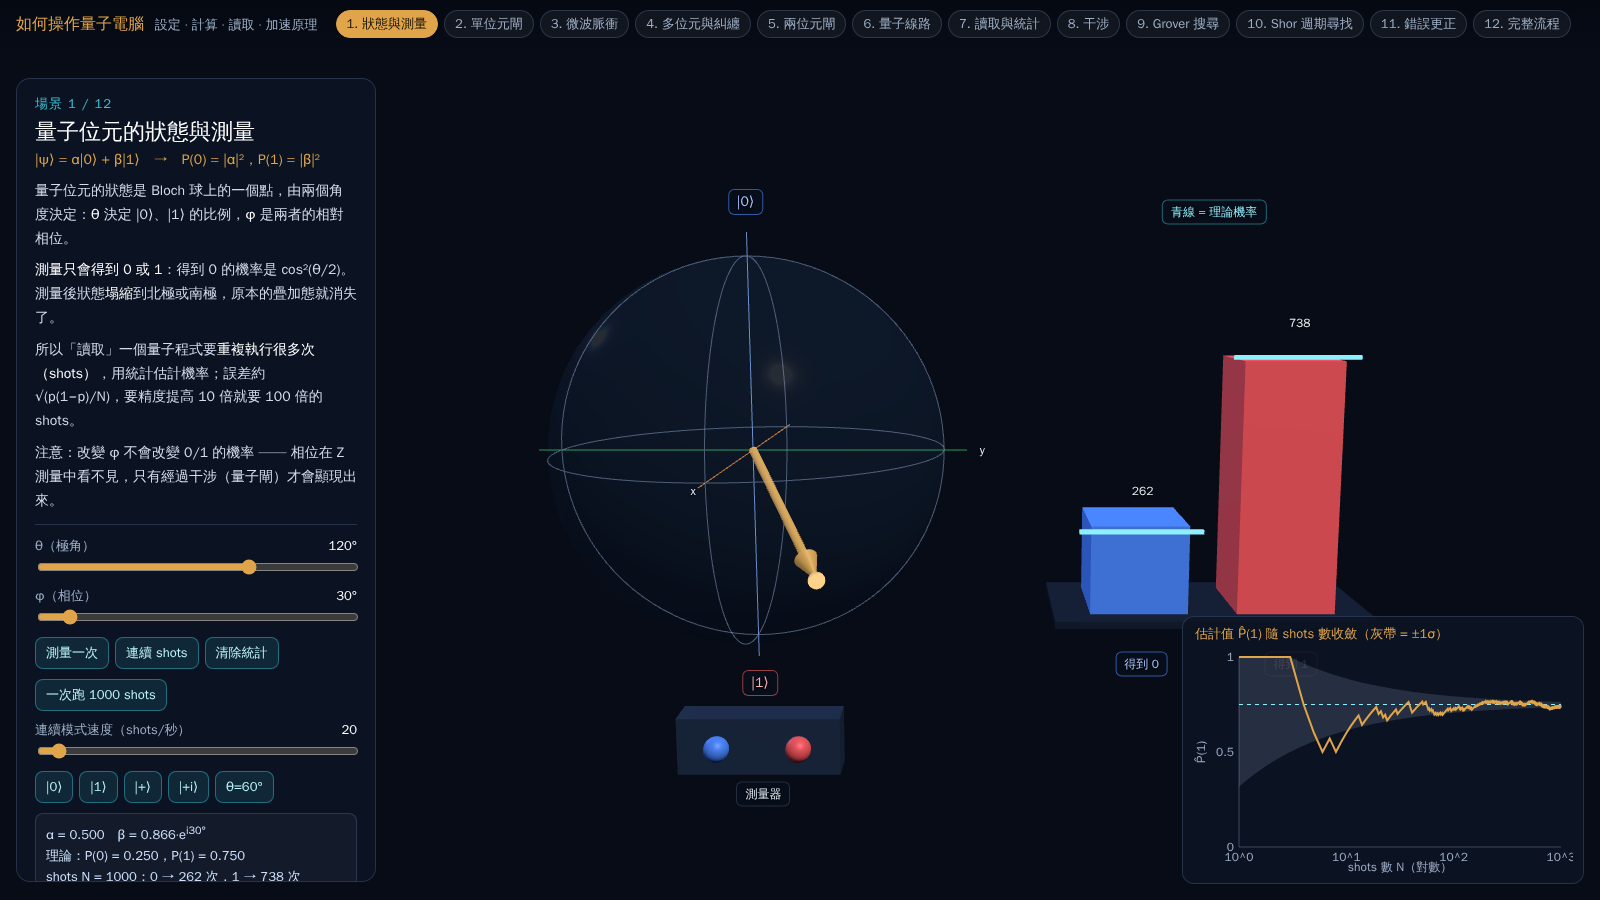 如何操作量子電腦 設定 · 計算 · 讀取 · 加速原理 1. 狀態與測量 2. 單位元閘 3. 微波脈衝 4. 多位元與糾纏 5. 兩位元閘 6. 量子線路 7. 讀取與統計 8. 干涉 9. Grover 搜尋 10. Shor 週期尋找 11. 錯誤更正 12. 完整流程
場景 1 / 12
量子位元的狀態與測量
|ψ⟩ = α|0⟩ + β|1⟩ → P(0) = |α|²，P(1) = |β|²
量子位元的狀態是 Bloch 球上的一個點，由兩個角
度決定：θ 決定 |0⟩、|1⟩ 的比例，φ 是兩者的相對
相位。
測量只會得到 0 或 1：得到 0 的機率是 cos²(θ/2)。
測量後狀態塌縮到北極或南極，原本的疊加態就消失
了。
所以「讀取」一個量子程式要重複執行很多次
（shots），用統計估計機率；誤差約
√(p(1−p)/N)，要精度提高 10 倍就要 100 倍的
shots。
注意：改變 φ 不會改變 0/1 的機率 —— 相位在 Z
測量中看不見，只有經過干涉（量子閘）才會顯現出
來。
θ（極角） 120°
φ（相位） 30°
測量一次 連續 shots 清除統計
一次跑 1000 shots
連續模式速度（shots/秒） 20
|0⟩ |1⟩ |+⟩ |+i⟩ θ=60°
α = 0.500 β = 0.866·e^i30°
理論：P(0) = 0.250，P(1) = 0.750
shots N = 1000：0 → 262 次，1 → 738 次
|0⟩
y
x
|1⟩
測量器
青線 = 理論機率
738
262
得到 0
得到 1
估計值 P̂(1) 隨 shots 數收斂（灰帶 = ±1σ）
1
0.5
0
P̂(1)
10^0 10^1 10^2 10^3
shots 數 N（對數）